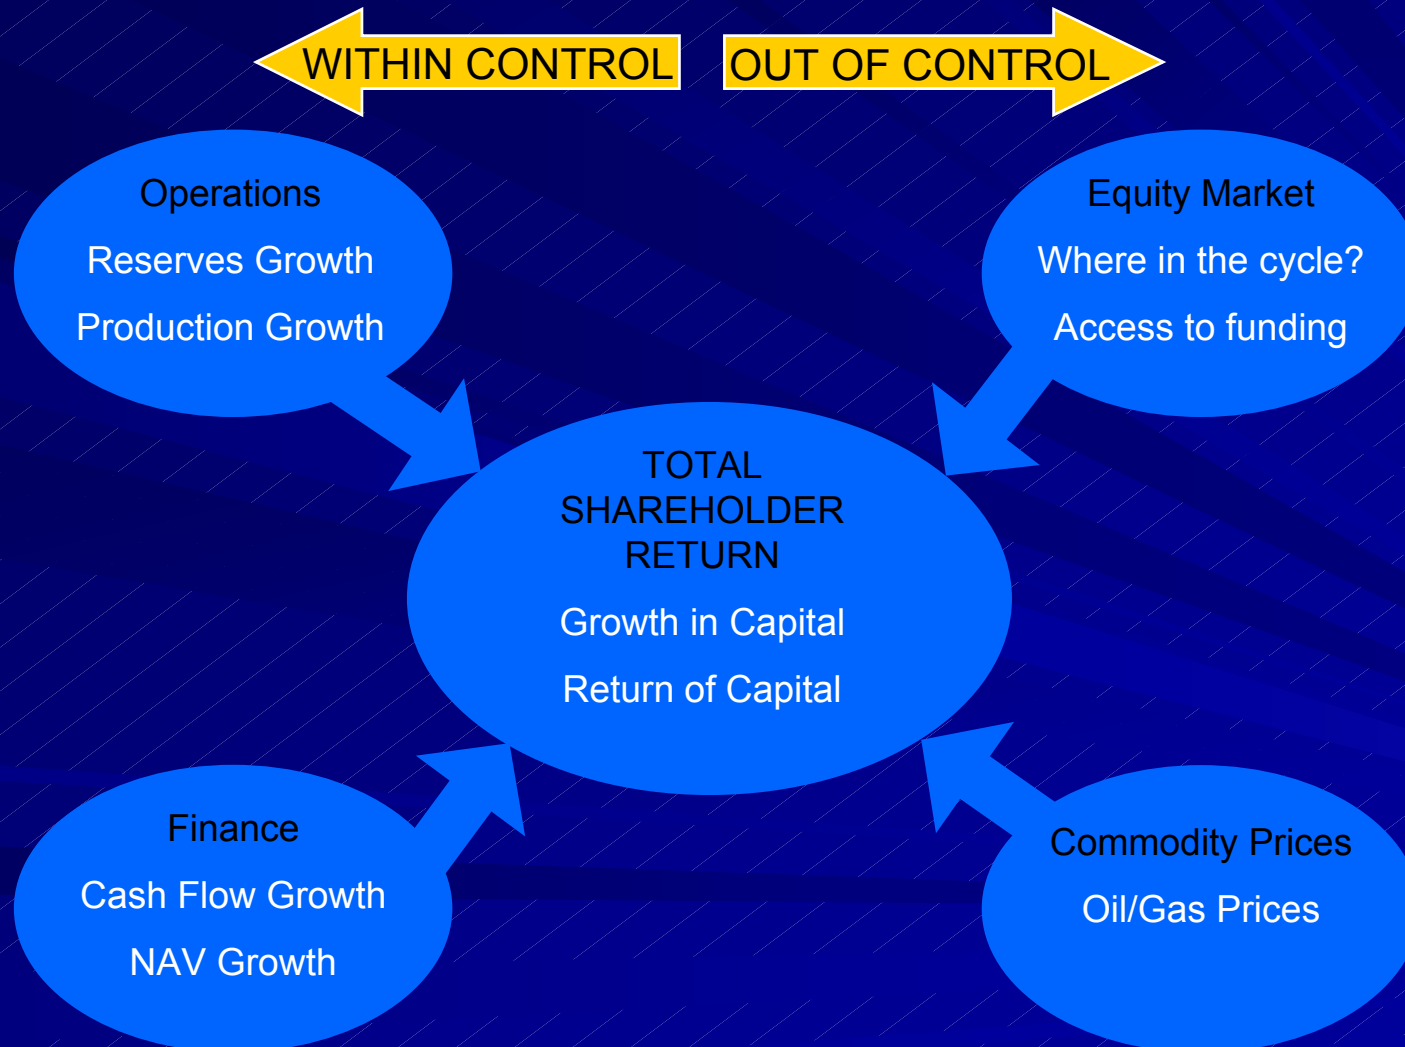 WITHIN CONTROL
OUT OF CONTROL
Operations
Reserves Growth
Production Growth
Equity Market
Where in the cycle?
Access to funding
TOTAL
SHAREHOLDER
RETURN
Growth in Capital
Return of Capital
Finance
Cash Flow Growth
NAV Growth
Commodity Prices
Oil/Gas Prices